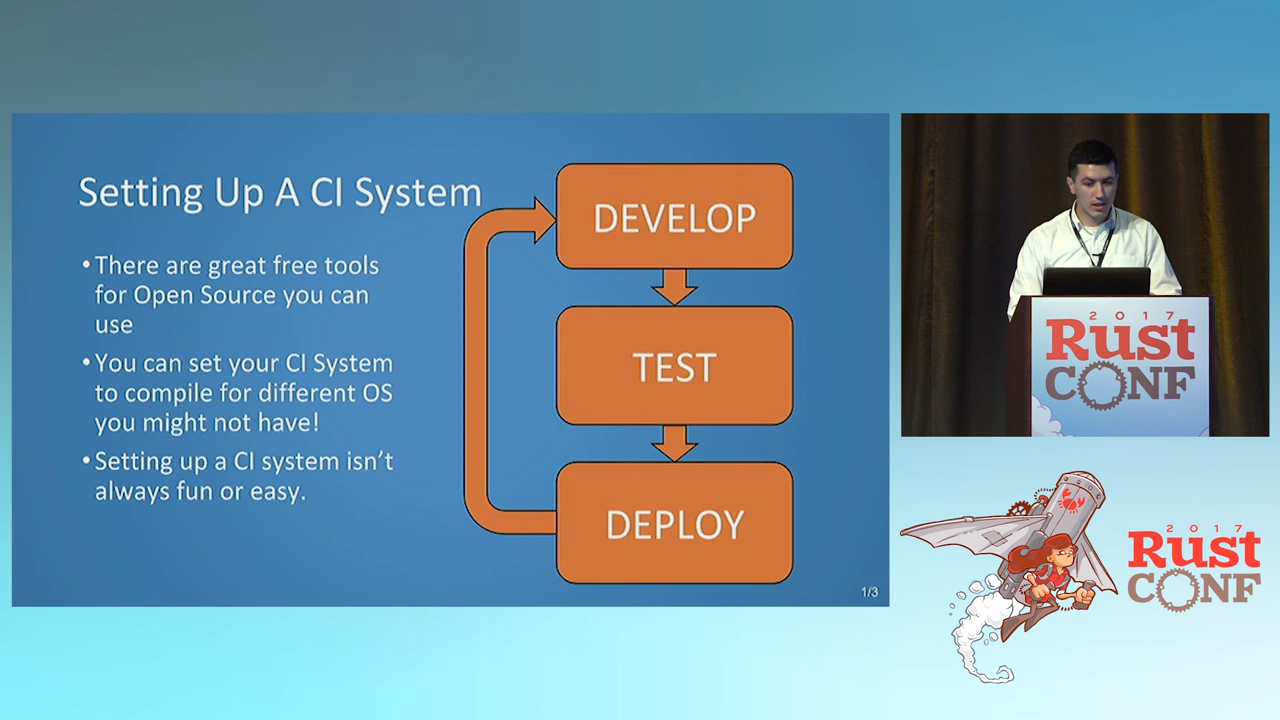 Setting Up A CI System
•There are great free tools
for Open Source you can
use
•You can set your CI System
to compile for different OS
you might not have!
•Setting up a CI system isn't
always fun or easy.
DEVELOP
TEST
DEPLOY
1/3
2017
Rust
CONF
2017
Rust
CONF